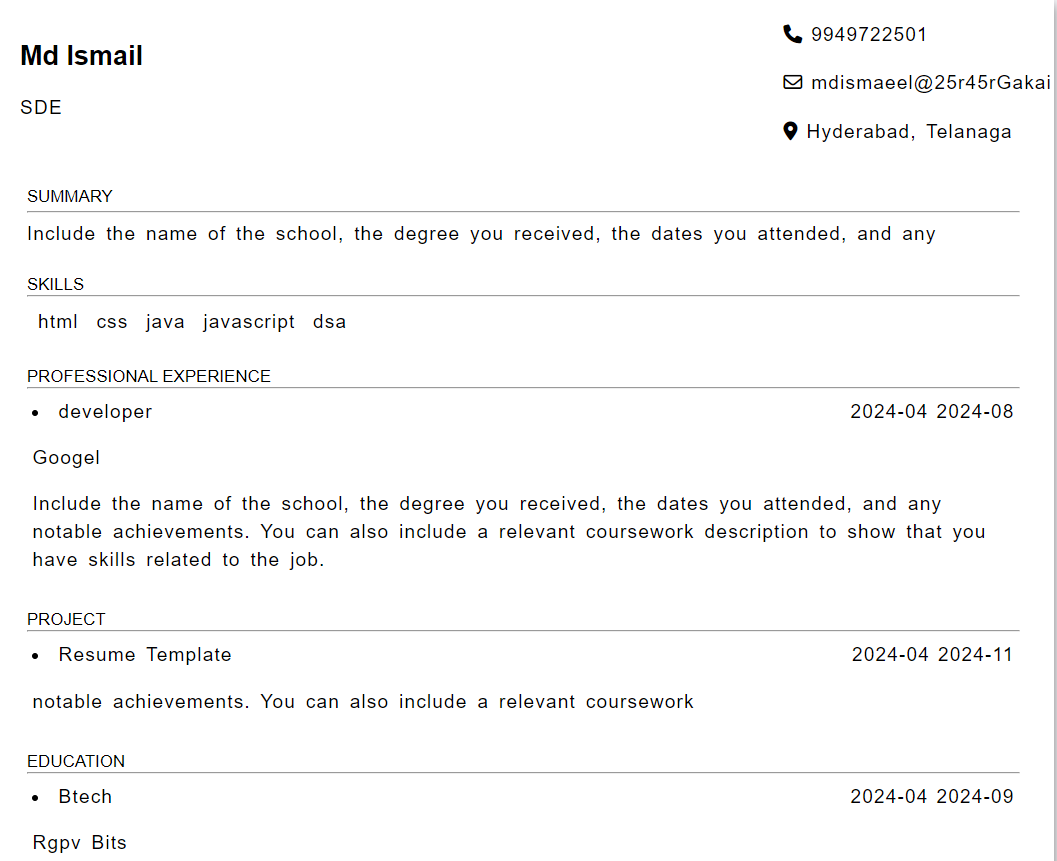 Md Ismail
SDE
9949722501
mdismaeel@25r45rGakai
Hyderabad, Telanaga
SUMMARY
Include the name of the school, the degree you received, the dates you attended, and any
SKILLS
html css java javascript dsa
PROFESSIONAL EXPERIENCE
developer 2024-04 2024-08
Googel
Include the name of the school, the degree you received, the dates you attended, and any
notable achievements. You can also include a relevant coursework description to show that you
have skills related to the job.
PROJECT
Resume Template 2024-04 2024-11
notable achievements. You can also include a relevant coursework
EDUCATION
Btech 2024-04 2024-09
Rgpv Bits